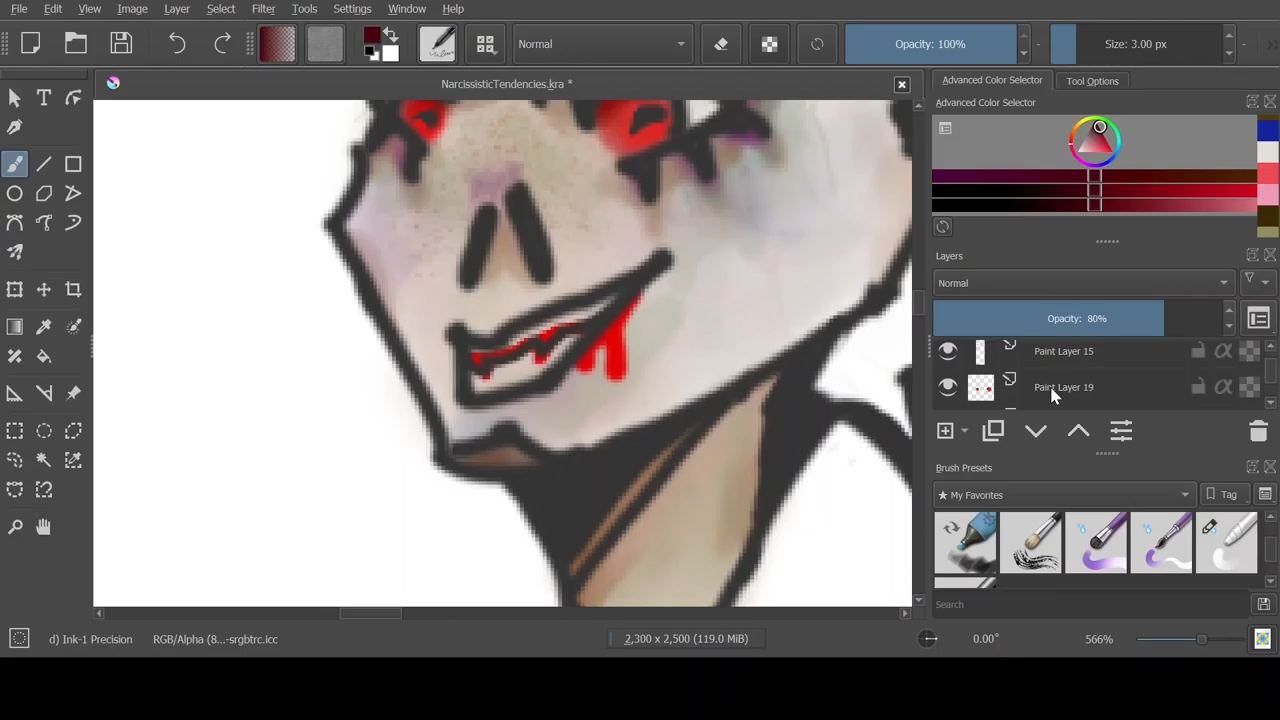 File Edit View Image Layer Select Filter Tools Settings Window Help
Normal Opacity: 100% Size: 3.00 px
NarcissisticTendencies.kra *
Advanced Color Selector Tool Options
Advanced Color Selector
Layers
Normal
Opacity: 80%
Paint Layer 15
Paint Layer 19
Brush Presets
★ My Favorites Tag
Search
d) Ink-1 Precision RGB/Alpha (8...-srgbtrc.icc 2,300 x 2,500 (119.0 MiB) 0.00° 566%